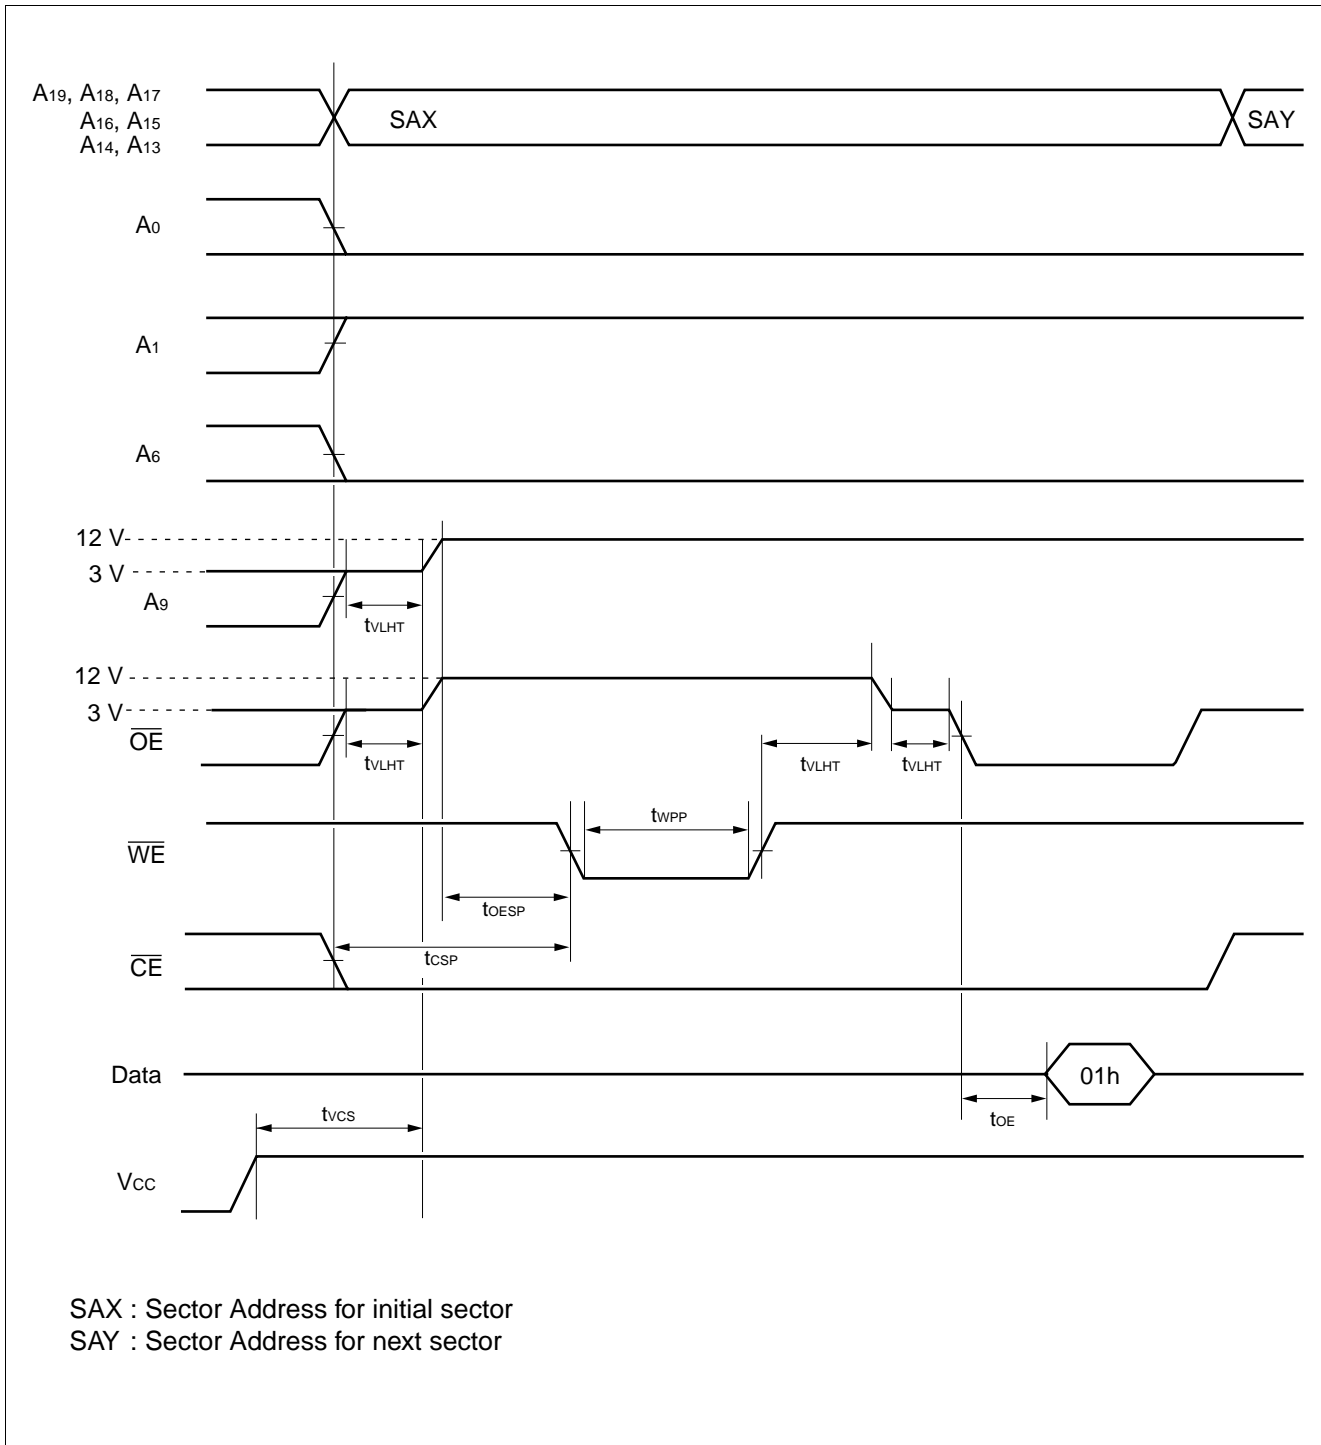 A19, A18, A17
A16, A15
A14, A13
SAX
SAY
A0
A1
A6
12 V
3 V
A9
tVLHT
12 V
3 V
OE
tVLHT
tVLHT
tVLHT
WE
tWPP
tOESP
CE
tCSP
Data
01h
tOE
tVCS
VCC
SAX : Sector Address for initial sector
SAY : Sector Address for next sector